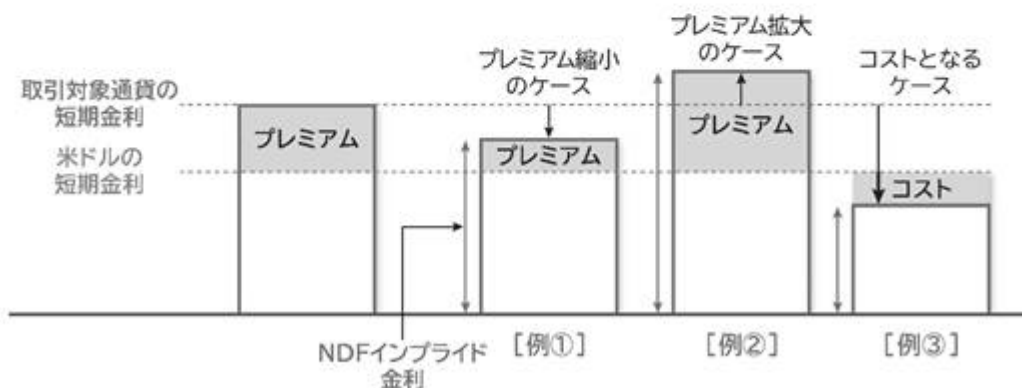 取引対象通貨の
短期金利
米ドルの
短期金利
プレミアム
プレミアム縮小
のケース
プレミアム
プレミアム拡大
のケース
プレミアム
コストとなる
ケース
コスト
NDFインプライド
金利
［例①］
［例②］
［例③］